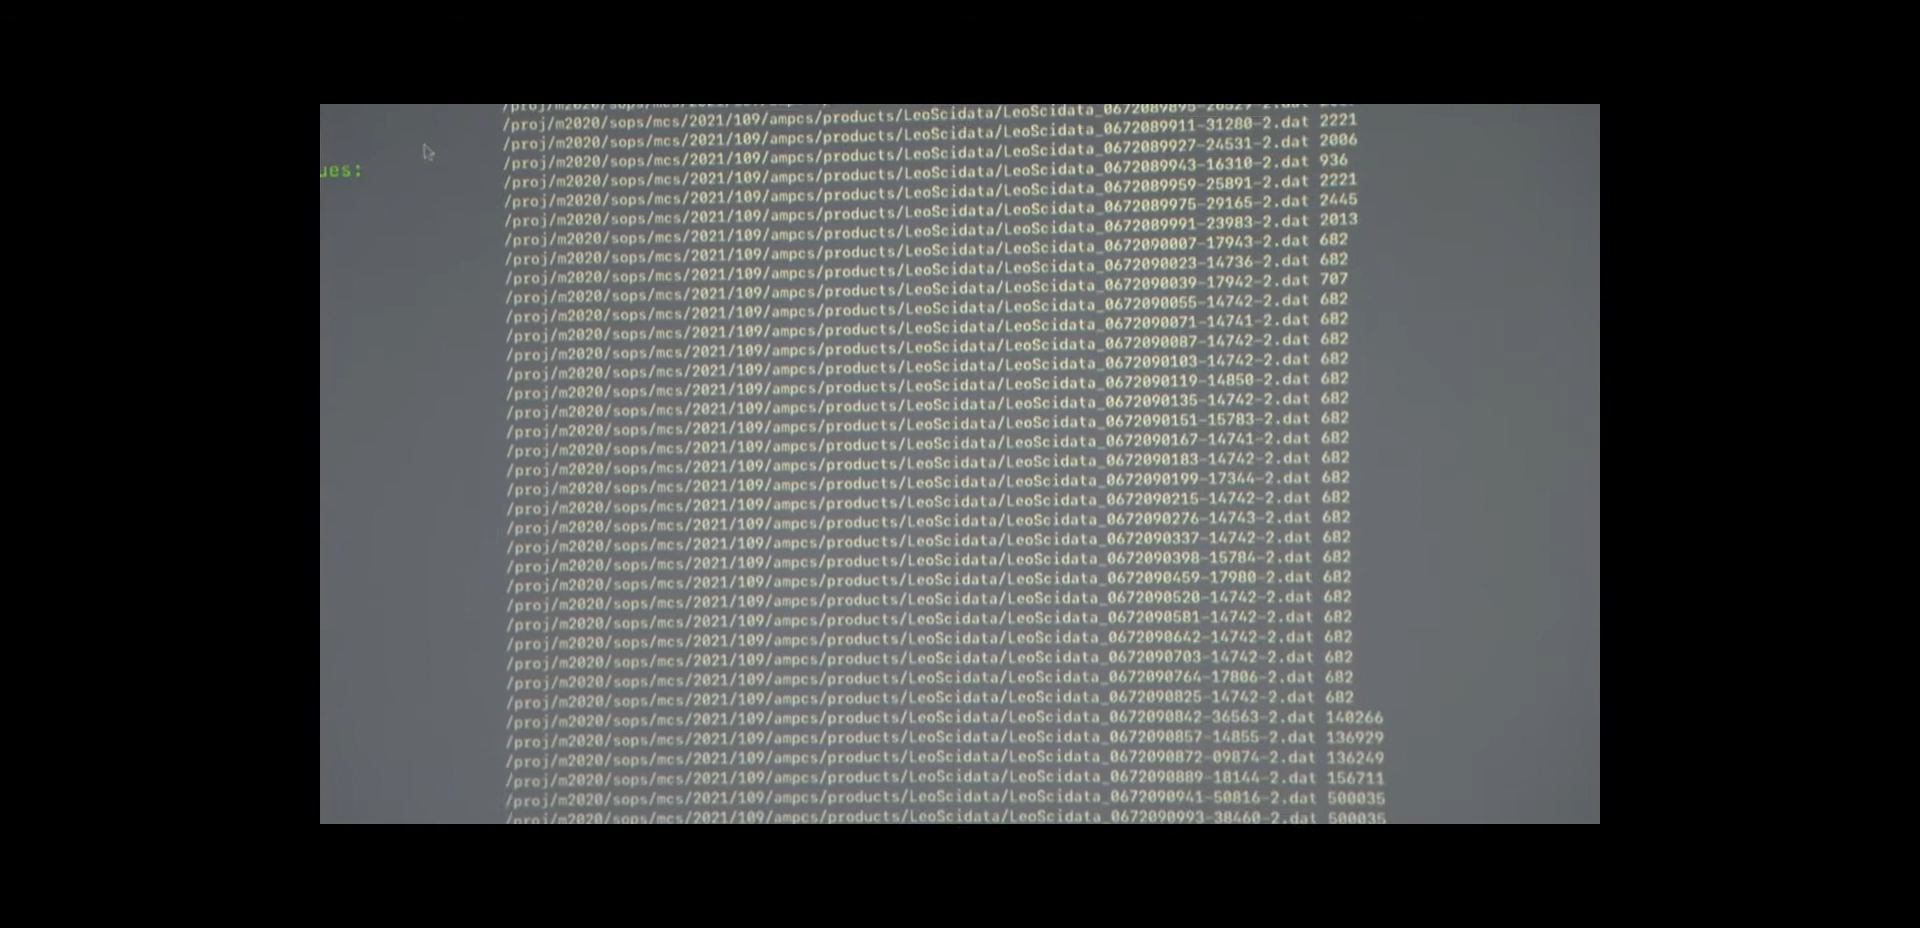 /proj/m2020/sops/mcs/2021/109/ampcs/products/LeoScidata/LeoScidata_0672089911-31280-2.dat 2221
/proj/m2020/sops/mcs/2021/109/ampcs/products/LeoScidata/LeoScidata_0672089927-24531-2.dat 2006
ues:
/proj/m2020/sops/mcs/2021/109/ampcs/products/LeoScidata/LeoScidata_0672089943-16310-2.dat 936
/proj/m2020/sops/mcs/2021/109/ampcs/products/LeoScidata/LeoScidata_0672089959-25891-2.dat 2221
/proj/m2020/sops/mcs/2021/109/ampcs/products/LeoScidata/LeoScidata_0672089975-29165-2.dat 2445
/proj/m2020/sops/mcs/2021/109/ampcs/products/LeoScidata/LeoScidata_0672089991-23983-2.dat 2013
/proj/m2020/sops/mcs/2021/109/ampcs/products/LeoScidata/LeoScidata_0672090007-17943-2.dat 682
/proj/m2020/sops/mcs/2021/109/ampcs/products/LeoScidata/LeoScidata_0672090023-14736-2.dat 682
/proj/m2020/sops/mcs/2021/109/ampcs/products/LeoScidata/LeoScidata_0672090039-17942-2.dat 707
/proj/m2020/sops/mcs/2021/109/ampcs/products/LeoScidata/LeoScidata_0672090055-14742-2.dat 682
/proj/m2020/sops/mcs/2021/109/ampcs/products/LeoScidata/LeoScidata_0672090071-14741-2.dat 682
/proj/m2020/sops/mcs/2021/109/ampcs/products/LeoScidata/LeoScidata_0672090087-14742-2.dat 682
/proj/m2020/sops/mcs/2021/109/ampcs/products/LeoScidata/LeoScidata_0672090103-14742-2.dat 682
/proj/m2020/sops/mcs/2021/109/ampcs/products/LeoScidata/LeoScidata_0672090119-14850-2.dat 682
/proj/m2020/sops/mcs/2021/109/ampcs/products/LeoScidata/LeoScidata_0672090135-14742-2.dat 682
/proj/m2020/sops/mcs/2021/109/ampcs/products/LeoScidata/LeoScidata_0672090151-15783-2.dat 682
/proj/m2020/sops/mcs/2021/109/ampcs/products/LeoScidata/LeoScidata_0672090167-14741-2.dat 682
/proj/m2020/sops/mcs/2021/109/ampcs/products/LeoScidata/LeoScidata_0672090183-14742-2.dat 682
/proj/m2020/sops/mcs/2021/109/ampcs/products/LeoScidata/LeoScidata_0672090199-17344-2.dat 682
/proj/m2020/sops/mcs/2021/109/ampcs/products/LeoScidata/LeoScidata_0672090215-14742-2.dat 682
/proj/m2020/sops/mcs/2021/109/ampcs/products/LeoScidata/LeoScidata_0672090276-14743-2.dat 682
/proj/m2020/sops/mcs/2021/109/ampcs/products/LeoScidata/LeoScidata_0672090337-14742-2.dat 682
/proj/m2020/sops/mcs/2021/109/ampcs/products/LeoScidata/LeoScidata_0672090398-15784-2.dat 682
/proj/m2020/sops/mcs/2021/109/ampcs/products/LeoScidata/LeoScidata_0672090459-17980-2.dat 682
/proj/m2020/sops/mcs/2021/109/ampcs/products/LeoScidata/LeoScidata_0672090520-14742-2.dat 682
/proj/m2020/sops/mcs/2021/109/ampcs/products/LeoScidata/LeoScidata_0672090581-14742-2.dat 682
/proj/m2020/sops/mcs/2021/109/ampcs/products/LeoScidata/LeoScidata_0672090642-14742-2.dat 682
/proj/m2020/sops/mcs/2021/109/ampcs/products/LeoScidata/LeoScidata_0672090703-14742-2.dat 682
/proj/m2020/sops/mcs/2021/109/ampcs/products/LeoScidata/LeoScidata_0672090764-17806-2.dat 682
/proj/m2020/sops/mcs/2021/109/ampcs/products/LeoScidata/LeoScidata_0672090825-14742-2.dat 682
/proj/m2020/sops/mcs/2021/109/ampcs/products/LeoScidata/LeoScidata_0672090842-36563-2.dat 140266
/proj/m2020/sops/mcs/2021/109/ampcs/products/LeoScidata/LeoScidata_0672090857-14855-2.dat 136929
/proj/m2020/sops/mcs/2021/109/ampcs/products/LeoScidata/LeoScidata_0672090872-09874-2.dat 136249
/proj/m2020/sops/mcs/2021/109/ampcs/products/LeoScidata/LeoScidata_0672090889-18144-2.dat 156711
/proj/m2020/sops/mcs/2021/109/ampcs/products/LeoScidata/LeoScidata_0672090941-50816-2.dat 500035
/proj/m2020/sops/mcs/2021/109/ampcs/products/LeoScidata/LeoScidata_0672090993-38460-2.dat 500035